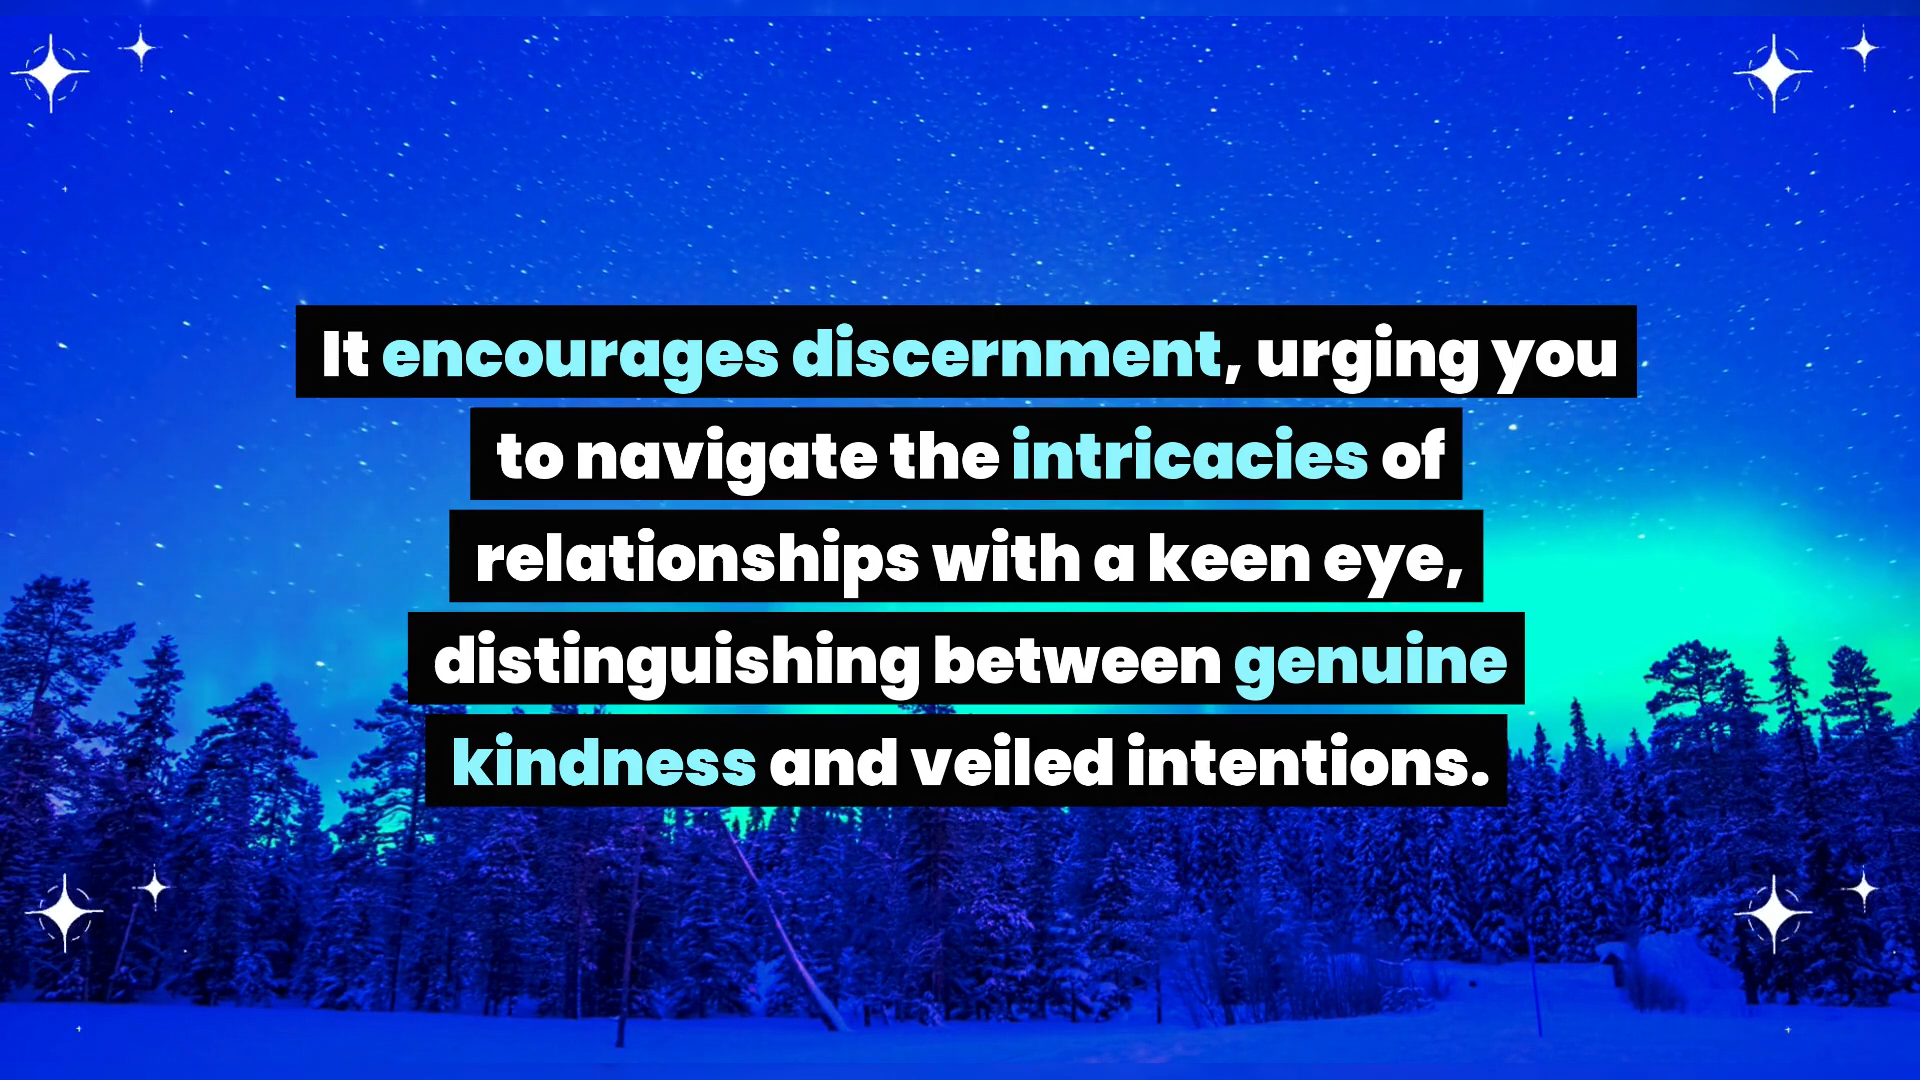 It encourages discernment, urging you
to navigate the intricacies of
relationships with a keen eye,
distinguishing between genuine
kindness and veiled intentions.